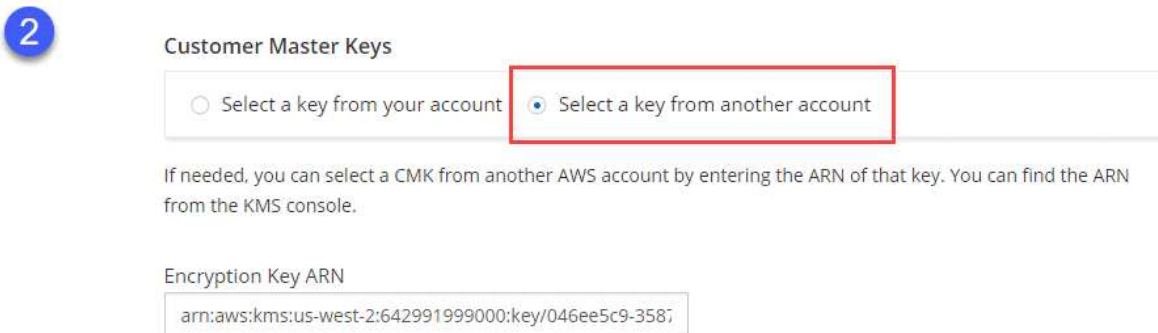 2
Customer Master Keys
Select a key from your account
Select a key from another account
If needed, you can select a CMK from another AWS account by entering the ARN of that key. You can find the ARN
from the KMS console.
Encryption Key ARN
arn:aws:kms:us-west-2:642991999000:key/046ee5c9-3587